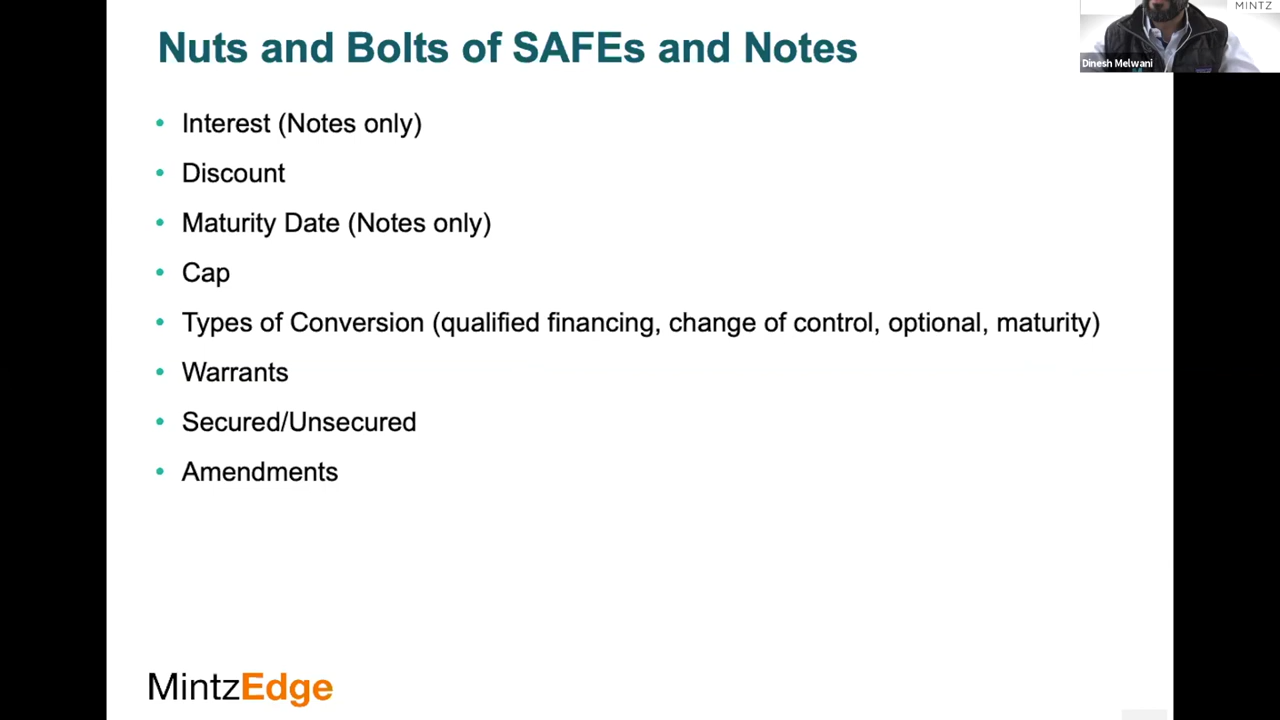 Nuts and Bolts of SAFEs and Notes
MINTZ
Dinesh Melwani
• Interest (Notes only)
• Discount
• Maturity Date (Notes only)
• Cap
• Types of Conversion (qualified financing, change of control, optional, maturity)
• Warrants
• Secured/Unsecured
• Amendments
MintzEdge